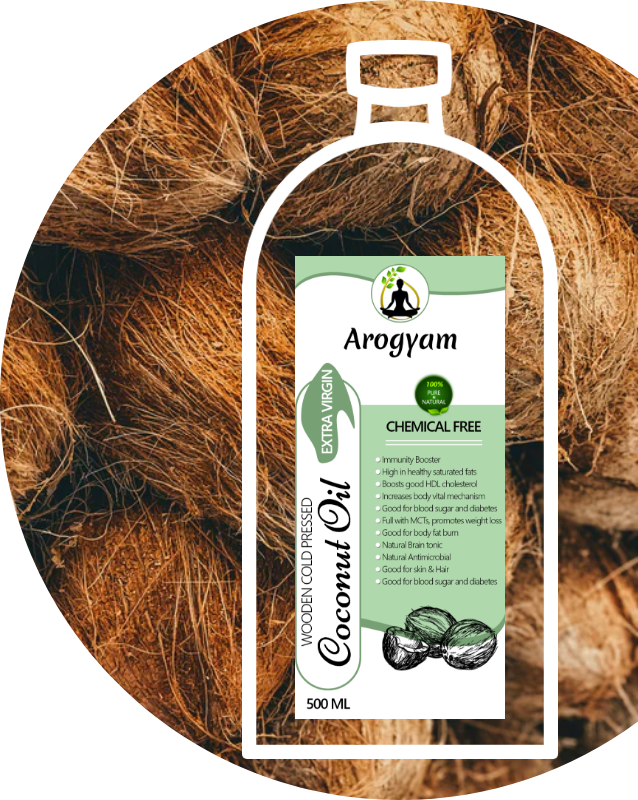 Arogyam
100%
PURE
&
NATURAL
CHEMICAL FREE
EXTRA VIRGIN
WOODEN COLD PRESSED
Coconut Oil
Immunity Booster
High in healthy saturated fats
Boosts good HDL cholesterol
Increases body vital mechanism
Good for blood sugar and diabetes
Full with MCTs, promotes weight loss
Good for body fat burn
Natural Brain tonic
Natural Antimicrobial
Good for skin & Hair
Good for blood sugar and diabetes
500 ML